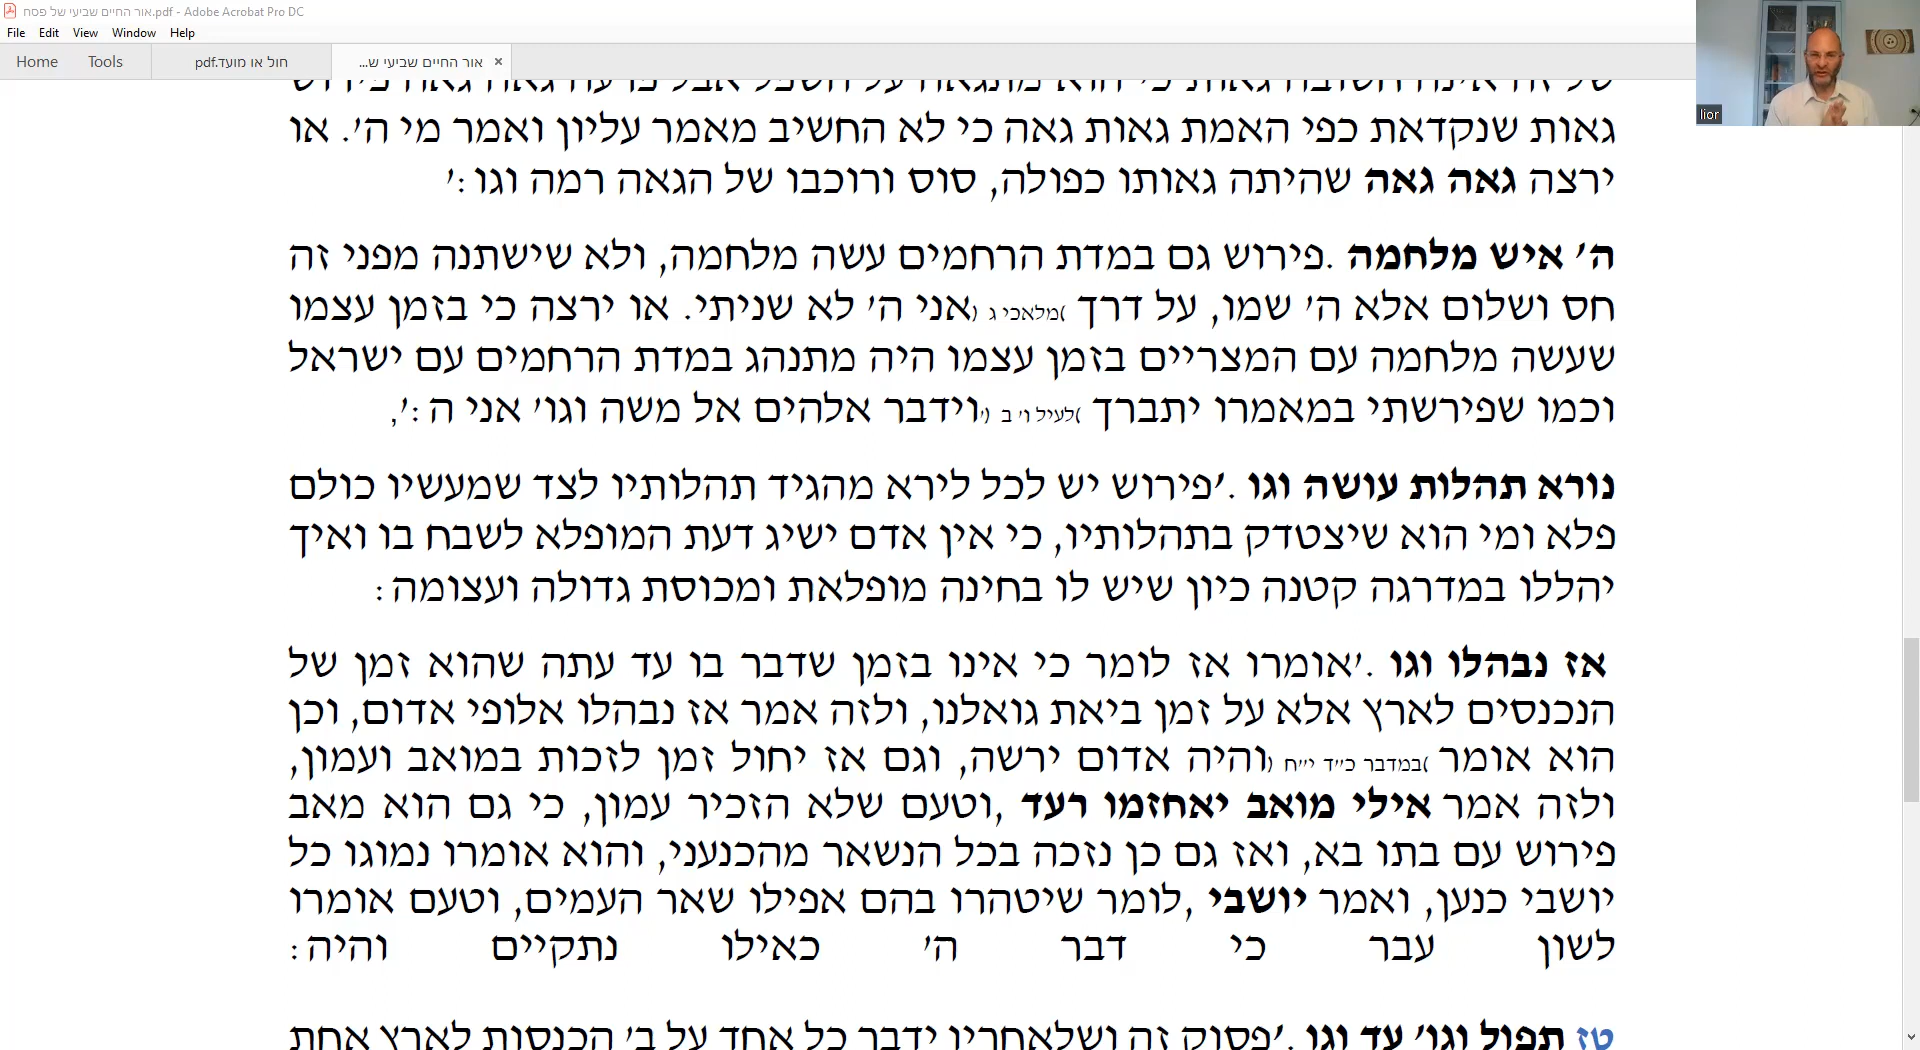 אור החיים שביעי של פסח.pdf - Adobe Acrobat Pro DC
File Edit View Window Help
Home Tools חול או מועד.pdf אור החיים שביעי ש... ×
lior
גאות שנקדאת כפי האמת גאות גאה כי לא החשיב מאמר עליון ואמר מי ה'. או
ירצה גאה גאה שהיתה גאותו כפולה, סוס ורוכבו של הגאה רמה וגו :'
ה' איש מלחמה .פירוש גם במדת הרחמים עשה מלחמה, ולא שישתנה מפני זה
חס ושלום אלא ה' שמו, על דרך )מלאכי ג (אני ה' לא שניתי. או ירצה כי בזמן עצמו
שעשה מלחמה עם המצריים בזמן עצמו היה מתנהג במדת הרחמים עם ישראל
וכמו שפירשתי במאמרו יתברך )לעיל ו' ב ('וידבר אלהים אל משה וגו' אני ה :',
נורא תהלות עושה וגו .'פירוש יש לכל לירא מהגיד תהלותיו לצד שמעשיו כולם
פלא ומי הוא שיצטדק בתהלותיו, כי אין אדם ישיג דעת המופלא לשבח בו ואיך
יהללו במדרגה קטנה כיון שיש לו בחינה מופלאת ומכוסת גדולה ועצומה :
אז נבהלו וגו .'אומרו אז לומר כי אינו בזמן שדבר בו עד עתה שהוא זמן של
הנכנסים לארץ אלא על זמן ביאת גואלנו, ולזה אמר אז נבהלו אלופי אדום, וכן
הוא אומר )במדבר כ''ד י''ח (והיה אדום ירשה, וגם אז יחול זמן לזכות במואב ועמון,
ולזה אמר אילי מואב יאחזמו רעד ,וטעם שלא הזכיר עמון, כי גם הוא מאב
פירוש עם בתו בא, ואז גם כן נזכה בכל הנשאר מהכנעני, והוא אומרו נמוגו כל
יושבי כנען, ואמר יושבי ,לומר שיטהרו בהם אפילו שאר העמים, וטעם אומרו
לשון עבר כי דבר ה' כאילו נתקיים והיה :
טז תפול וגו' עד וגו .'פסוק זה ושלאחריו ידבר כל אחד על ב' הכנסות לארץ אחת